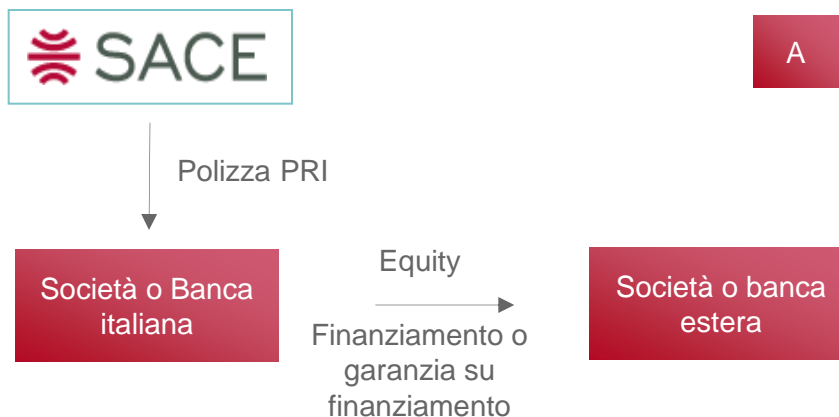 SACE
A
Polizza PRI
Società o Banca
italiana
Equity
Finanziamento o
garanzia su
finanziamento
Società o banca
estera